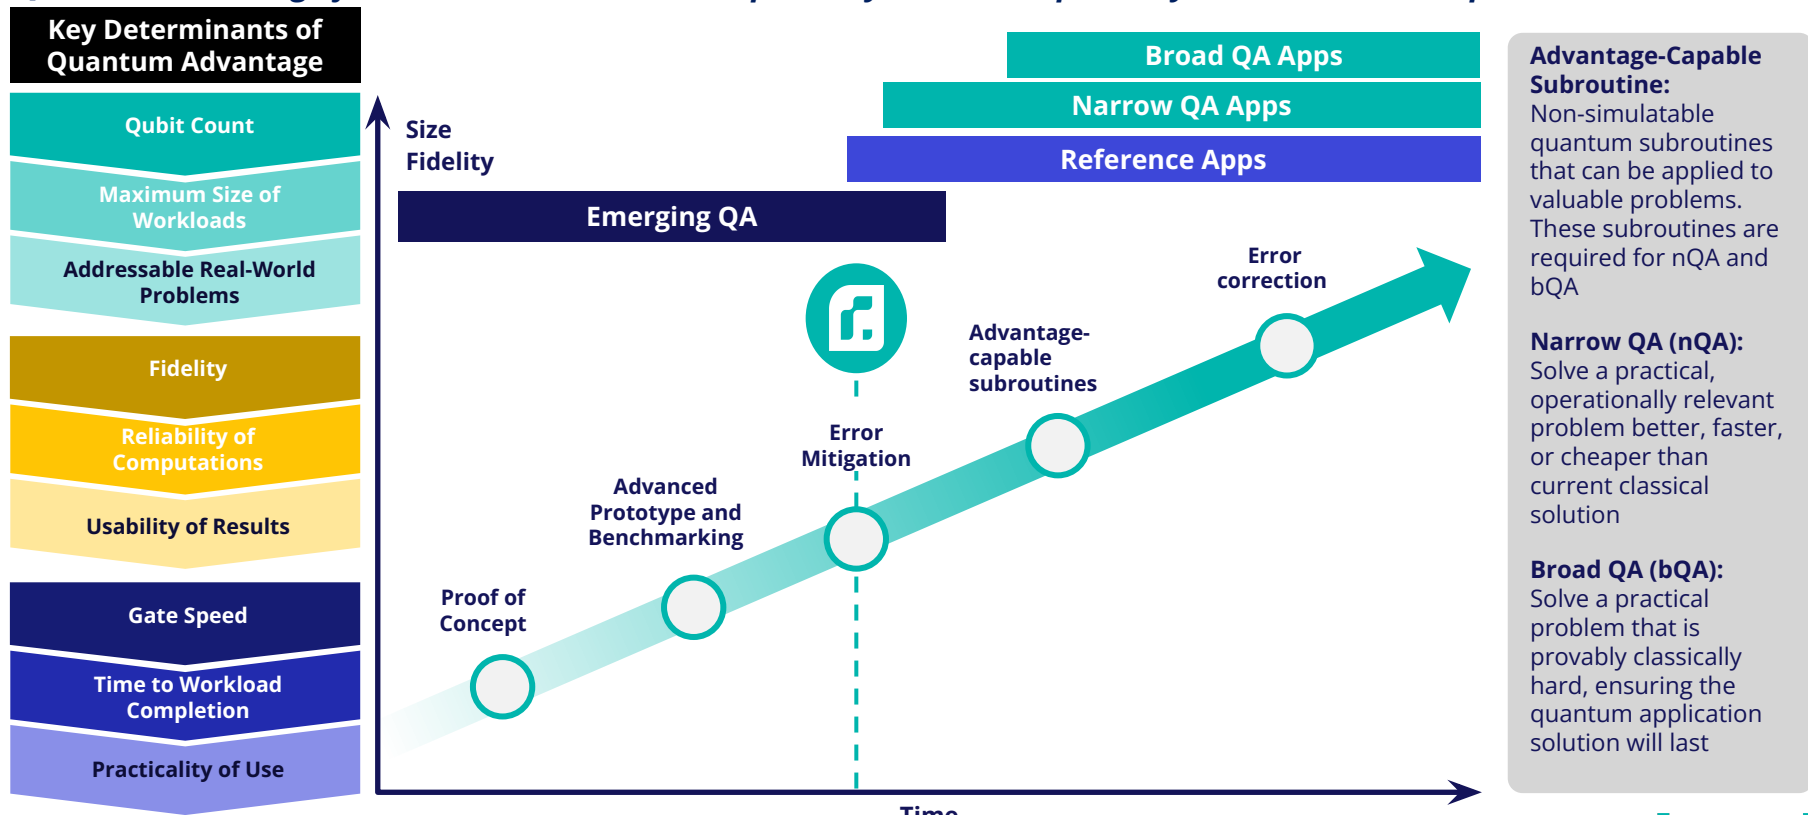 Key Determinants of
Quantum Advantage
Qubit Count
Maximum Size of
Workloads
Addressable Real-World
Problems
Fidelity
Reliability of
Computations
Usability of Results
Gate Speed
Time to Workload
Completion
Practicality of Use
Size
Fidelity
Broad QA Apps
Narrow QA Apps
Reference Apps
Emerging QA
Proof of
Concept
Advanced
Prototype and
Benchmarking
Error
Mitigation
Advantage-
capable
subroutines
Error
correction
Time
Advantage-Capable
Subroutine:
Non-simulatable
quantum subroutines
that can be applied to
valuable problems.
These subroutines are
required for nQA and
bQA
Narrow QA (nQA):
Solve a practical,
operationally relevant
problem better, faster,
or cheaper than
current classical
solution
Broad QA (bQA):
Solve a practical
problem that is
provably classically
hard, ensuring the
quantum application
solution will last